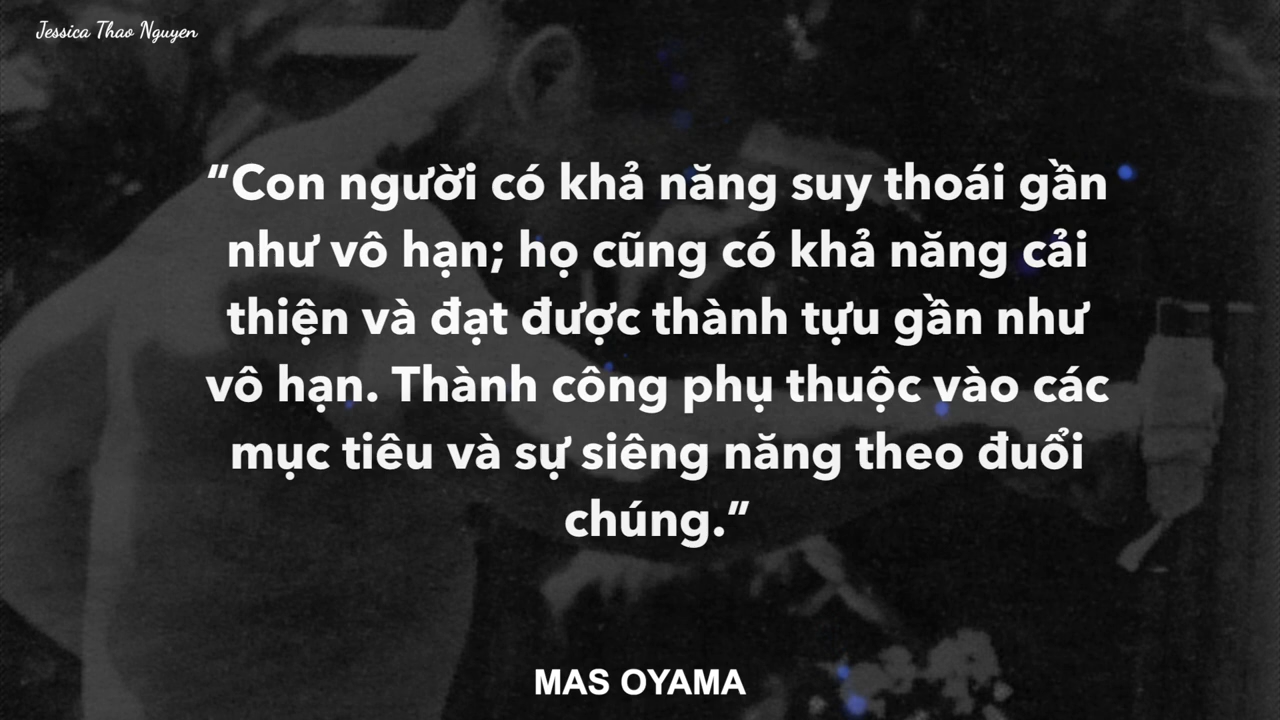 Jessica Thao Nguyen
“Con người có khả năng suy thoái gần
như vô hạn; họ cũng có khả năng cải
thiện và đạt được thành tựu gần như
vô hạn. Thành công phụ thuộc vào các
mục tiêu và sự siêng năng theo đuổi
chúng.”
MAS OYAMA